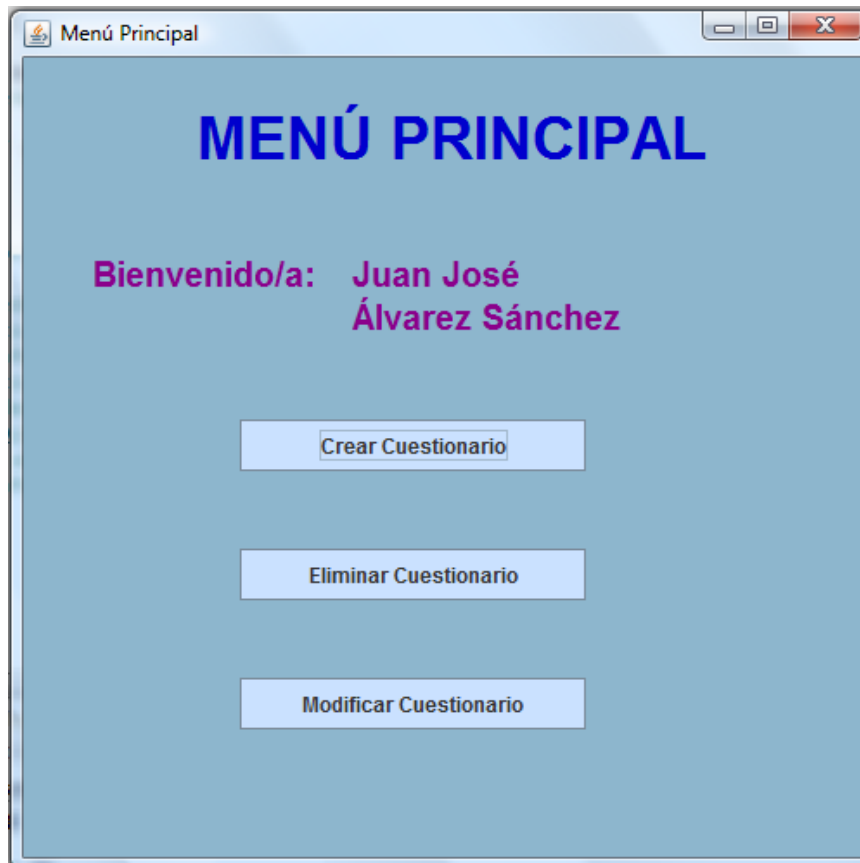 Menú Principal
MENÚ PRINCIPAL
Bienvenido/a: Juan José
Álvarez Sánchez
Crear Cuestionario
Eliminar Cuestionario
Modificar Cuestionario